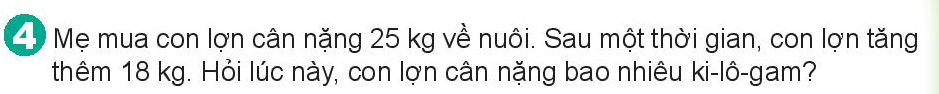 4 Mẹ mua con lợn cân nặng 25 kg về nuôi. Sau một thời gian, con lợn tăng
thêm 18 kg. Hỏi lúc này, con lợn cân nặng bao nhiêu ki-lô-gam?